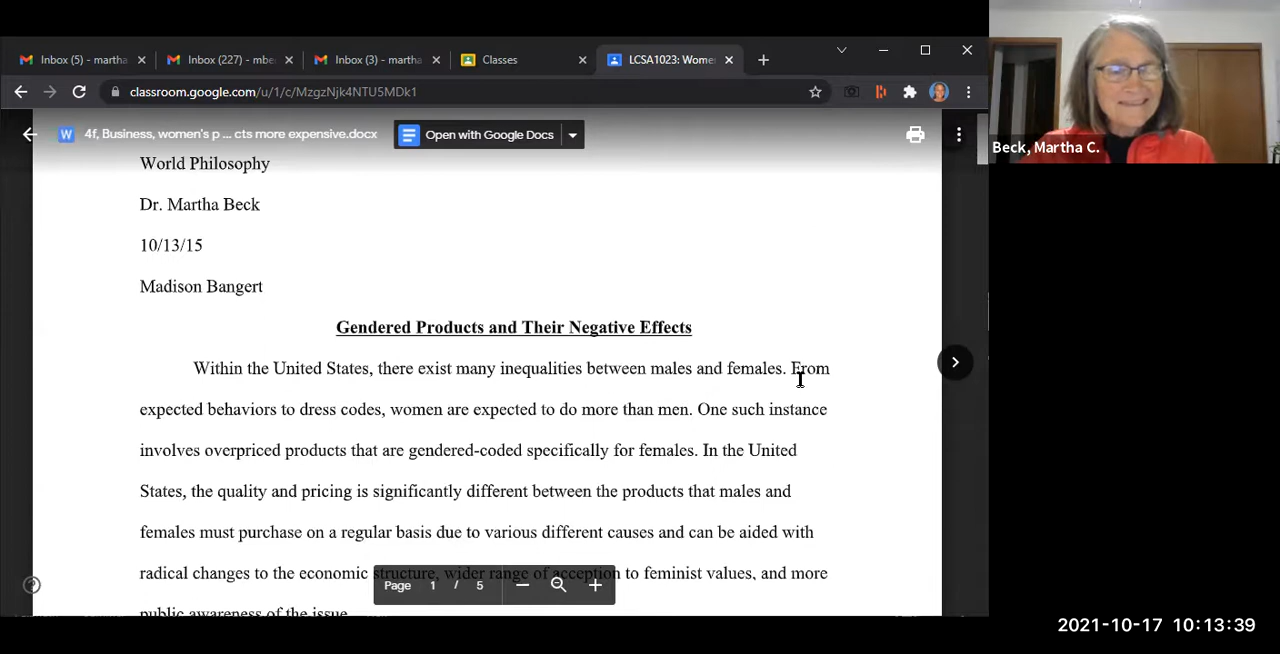 Inbox (5) - martha
Inbox (227) - mbe
Inbox (3) - martha
Classes
LCSA1023: Wome
classroom.google.com/u/1/c/MzgzNjk4NTU5MDk1
4f, Business, women's p ... cts more expensive.docx
W
Open with Google Docs
Beck, Martha C.
World Philosophy
Dr. Martha Beck
10/13/15
Madison Bangert
Gendered Products and Their Negative Effects
Within the United States, there exist many inequalities between males and females. From
expected behaviors to dress codes, women are expected to do more than men. One such instance
involves overpriced products that are gendered-coded specifically for females. In the United
States, the quality and pricing is significantly different between the products that males and
females must purchase on a regular basis due to various different causes and can be aided with
radical changes to the economic structure, wider range of acception to feminist values, and more
public awareness of the issue.
Page 1 / 5
2021-10-17 10:13:39